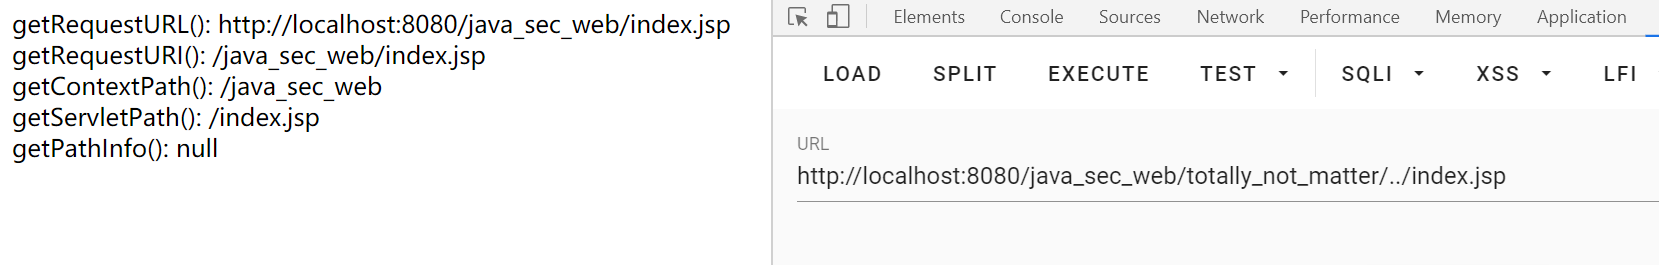 getRequestURL(): http://localhost:8080/java_sec_web/index.jsp
getRequestURI(): /java_sec_web/index.jsp
getContextPath(): /java_sec_web
getServletPath(): /index.jsp
getPathInfo(): null
Elements Console Sources Network Performance Memory Application
LOAD SPLIT EXECUTE TEST SQLI XSS LFI
URL
http://localhost:8080/java_sec_web/totally_not_matter/../index.jsp